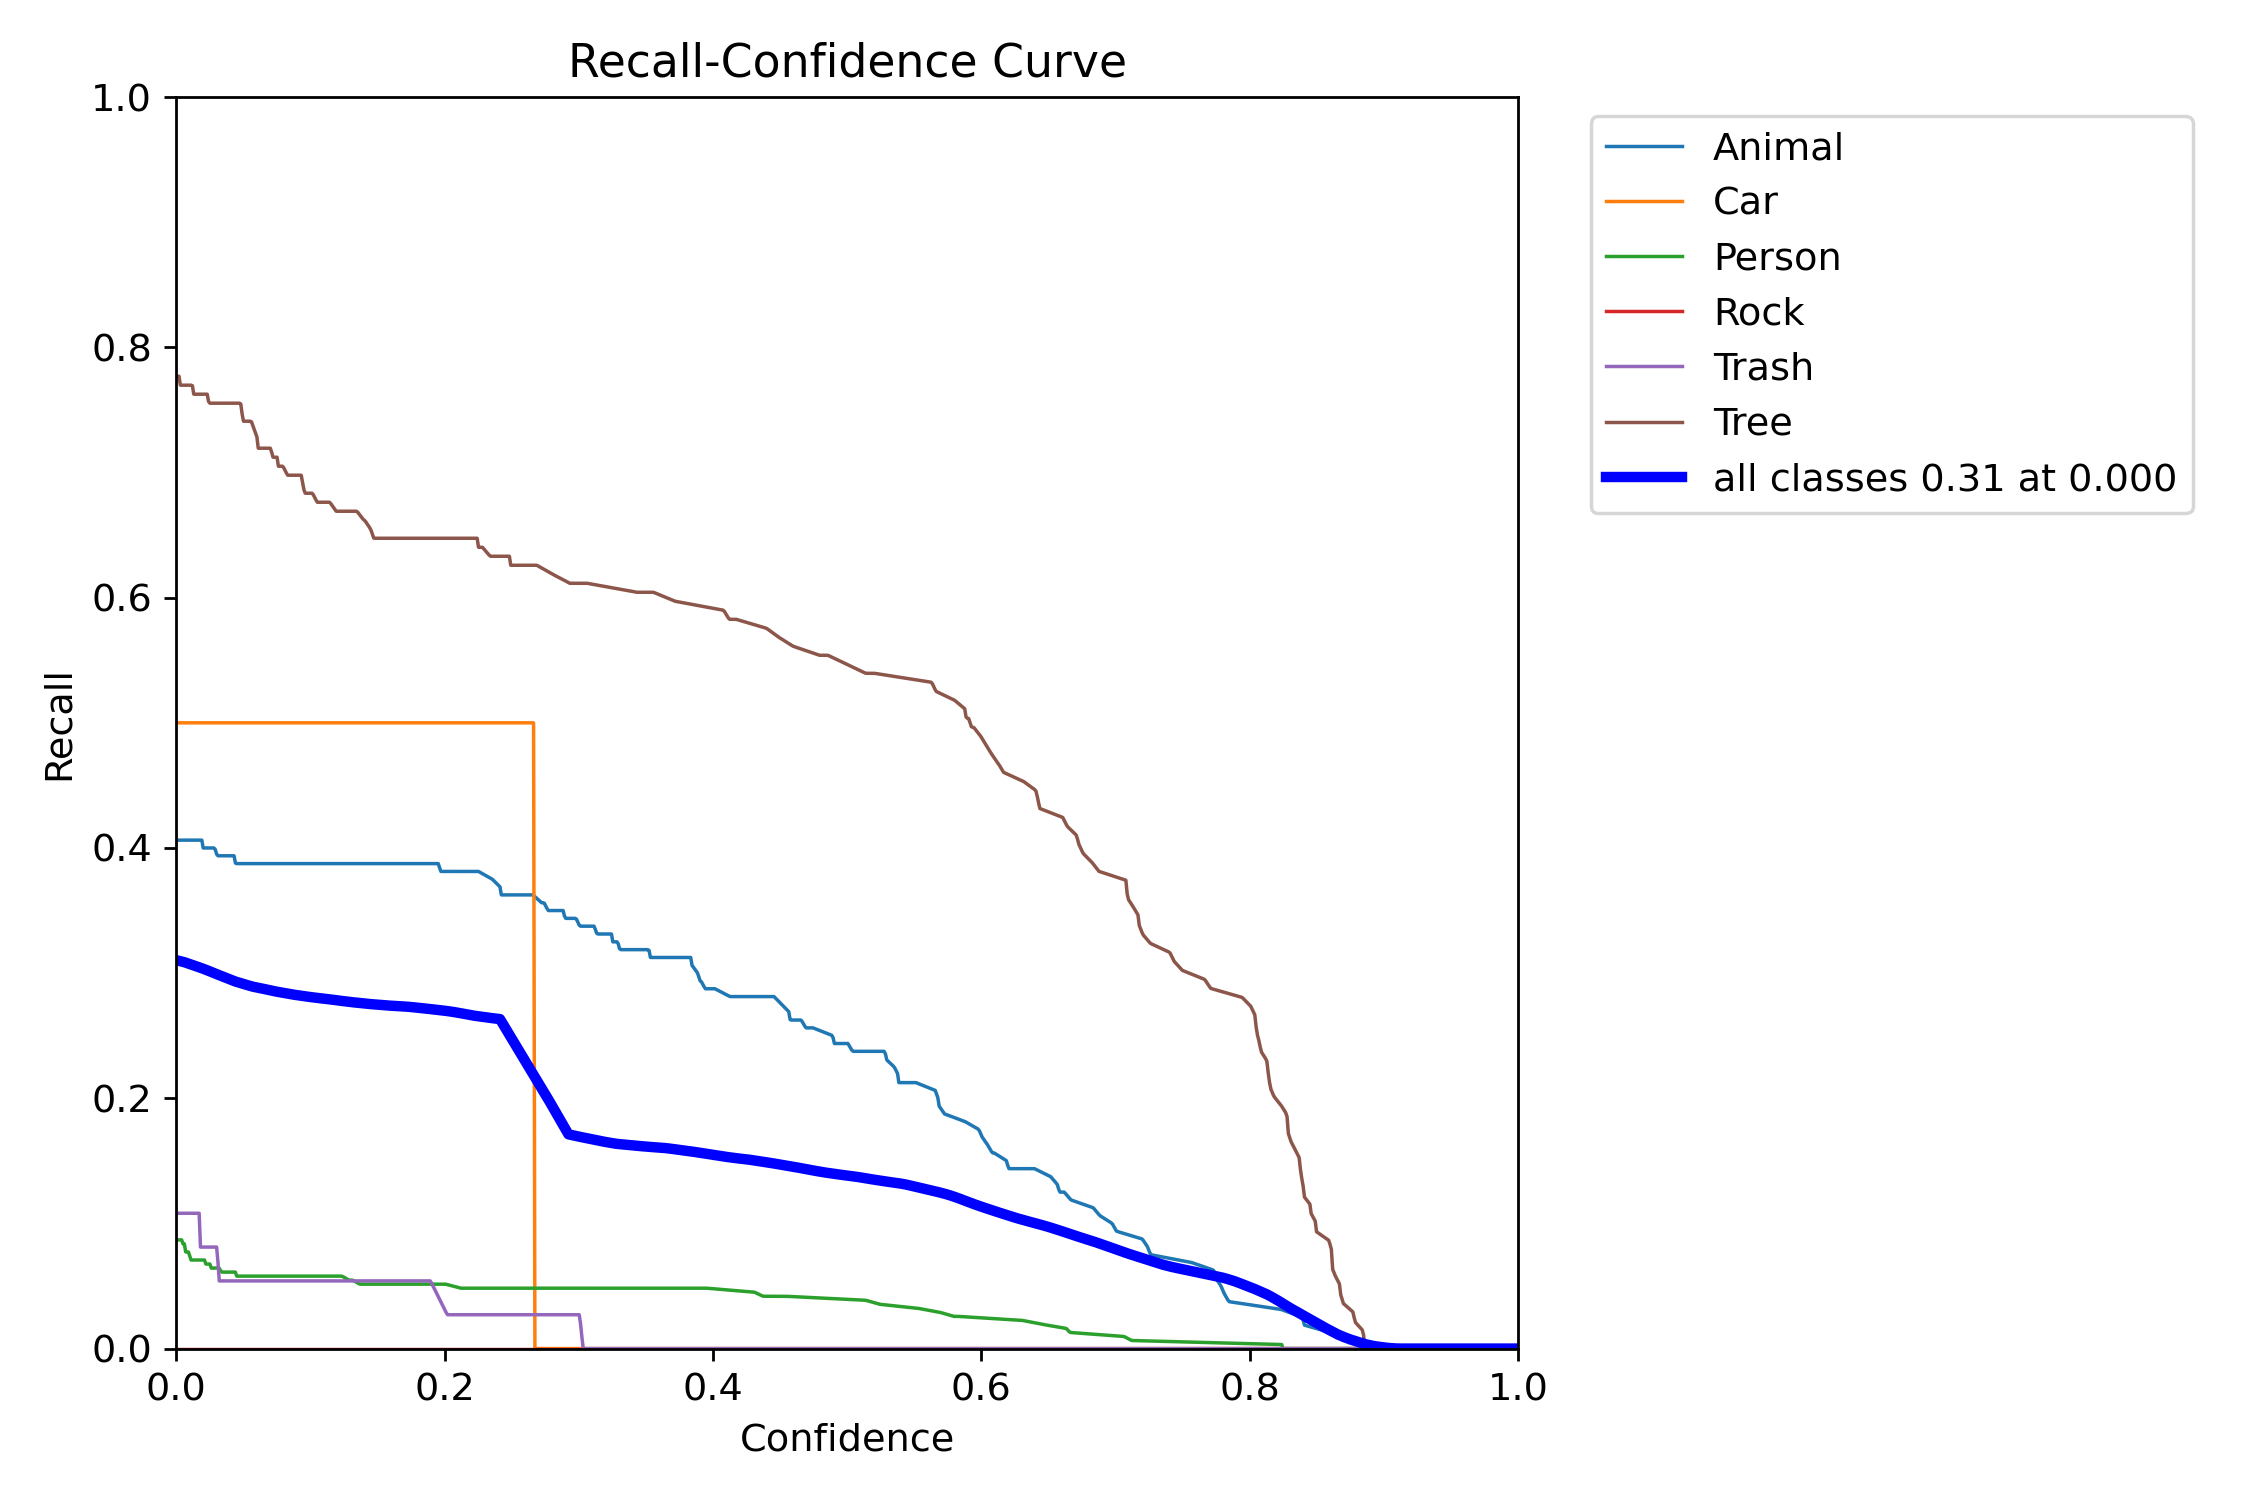 Recall-Confidence Curve
1.0
0.8
0.6
0.4
0.2
0.0
Recall
0.0 0.2 0.4 0.6 0.8 1.0
Confidence
Animal
Car
Person
Rock
Trash
Tree
all classes 0.31 at 0.000